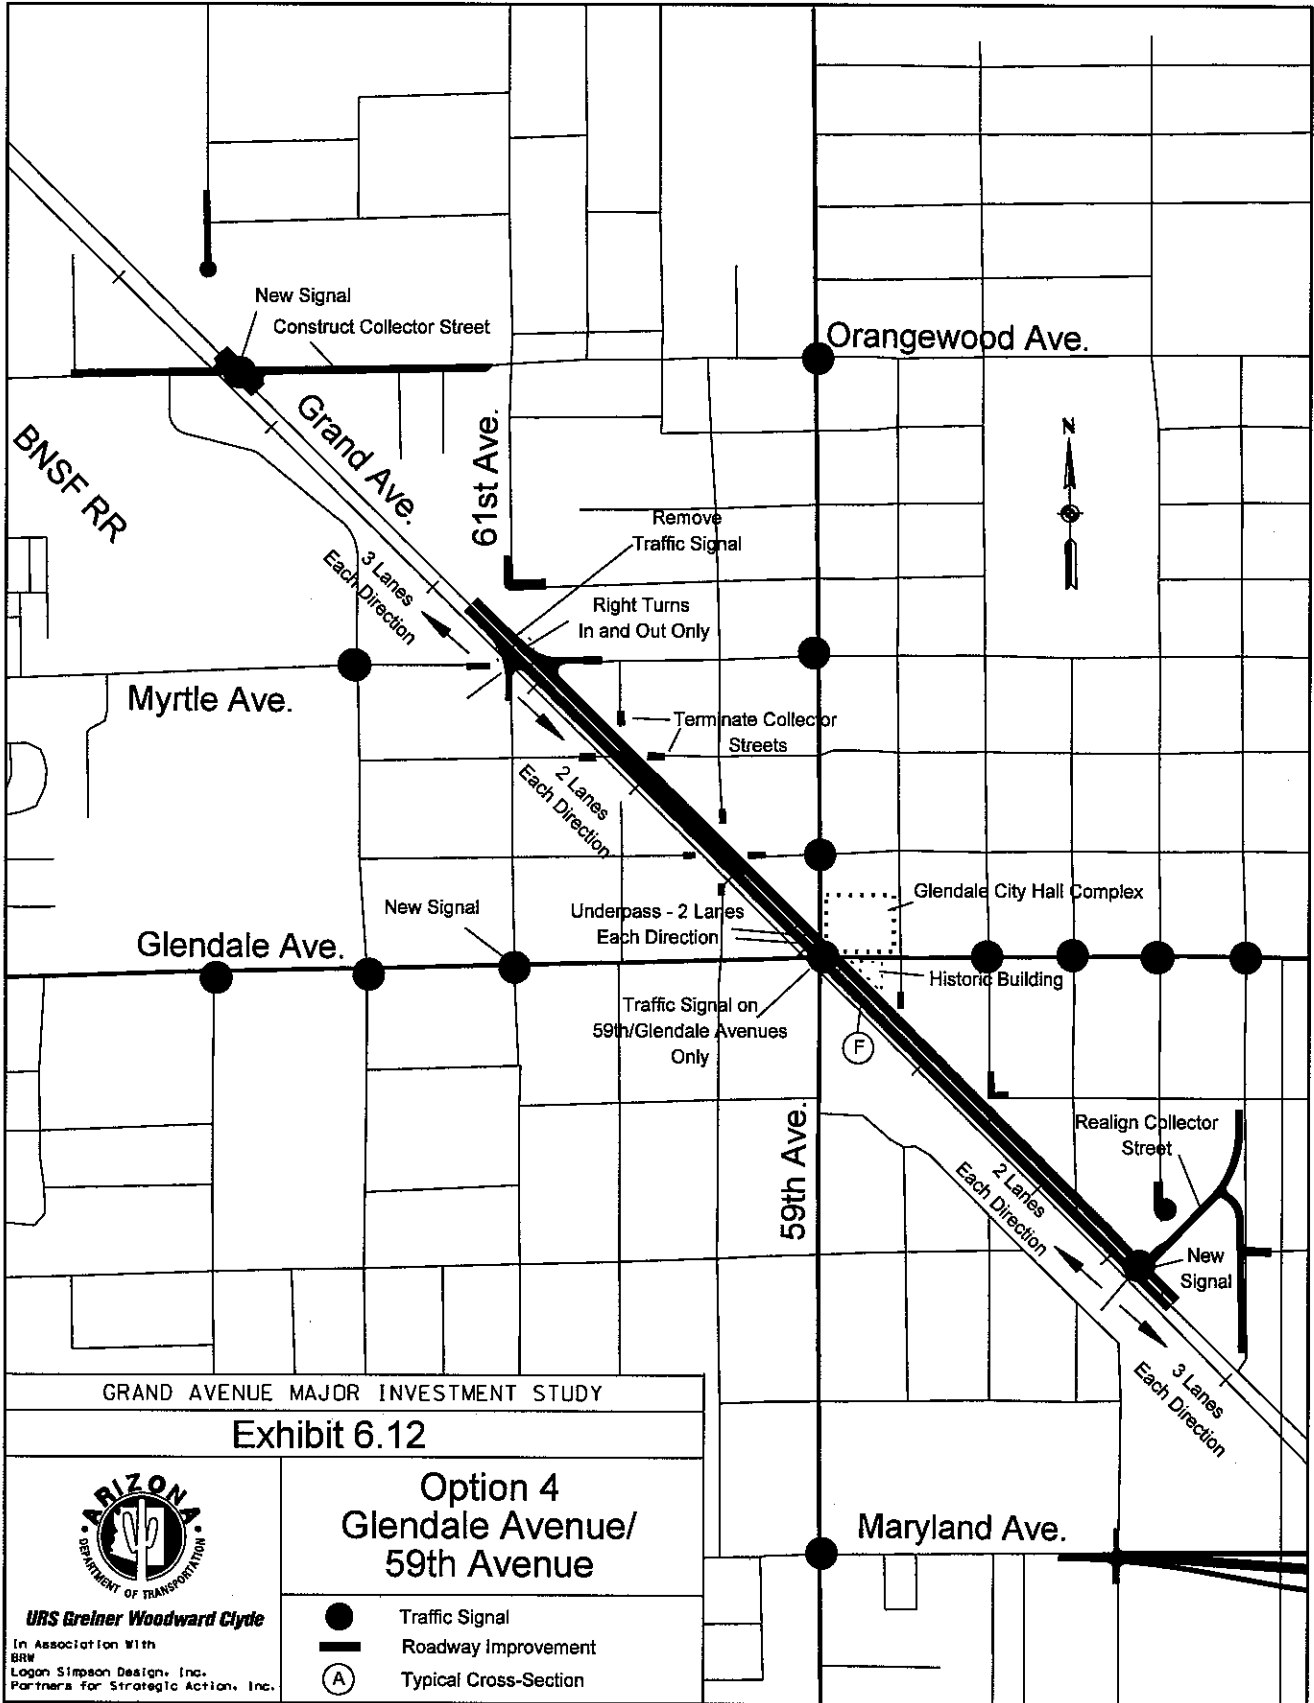 New Signal
Construct Collector Street
Orangewood Ave.
N
BNSF RR
Grand Ave.
61st Ave.
Remove
Traffic Signal
3 Lanes
Each Direction
Right Turns
In and Out Only
Myrtle Ave.
Terminate Collector
Streets
2 Lanes
Each Direction
Glendale City Hall Complex
New Signal
Underpass - 2 Lanes
Each Direction
Glendale Ave.
Historic Building
Traffic Signal on
59th/Glendale Avenues
Only
F
59th Ave.
Realign Collector
Street
2 Lanes
Each Direction
New
Signal
3 Lanes
Each Direction
Maryland Ave.
GRAND AVENUE MAJOR INVESTMENT STUDY
Exhibit 6.12
ARIZONA
DEPARTMENT OF TRANSPORTATION
URS Greiner Woodward Clyde
In Association With
BRW
Logan Simpson Design, Inc.
Partners for Strategic Action, Inc.
Option 4
Glendale Avenue/
59th Avenue
Traffic Signal
Roadway Improvement
A Typical Cross-Section